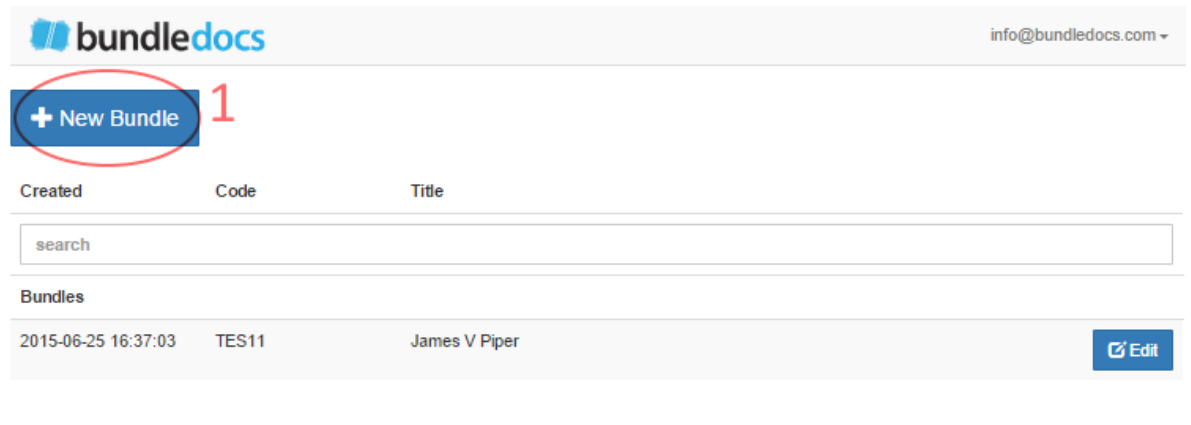 bundledocs
info@bundledocs.com
New Bundle
1
Created Code Title
search
Bundles
2015-06-25 16:37:03 TES11 James V Piper Edit